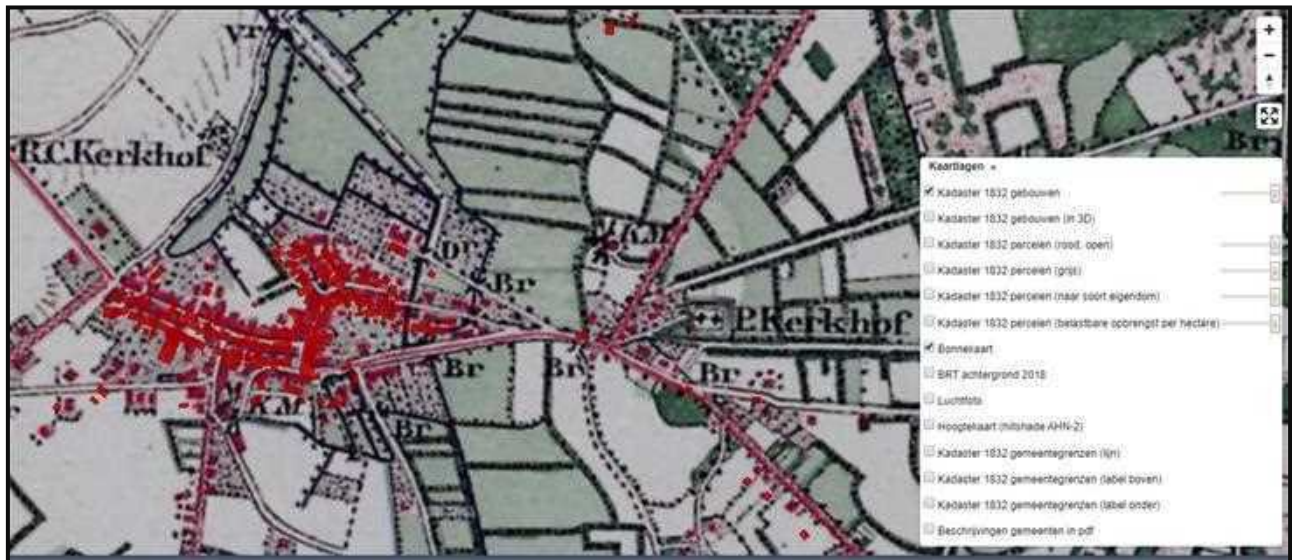 Vr
R.C.Kerkhof
Dr
Br
K.M
P.Kerkhof
Br
Br
Br
K.M
Br
Br
+
−
Kaartlagen
Kadaster 1832 gebouwen
Kadaster 1832 gebouwen (in 3D)
Kadaster 1832 percelen (rood, open)
Kadaster 1832 percelen (grijs)
Kadaster 1832 percelen (naar soort eigendom)
Kadaster 1832 percelen (belastbare opbrengst per hectare)
Bonnekaart
BRT achtergrond 2018
Luchtfoto
Hoogtekaart (hillshade AHN-2)
Kadaster 1832 gemeentegrenzen (lijn)
Kadaster 1832 gemeentegrenzen (label boven)
Kadaster 1832 gemeentegrenzen (label onder)
Beschrijvingen gemeenten in pdf